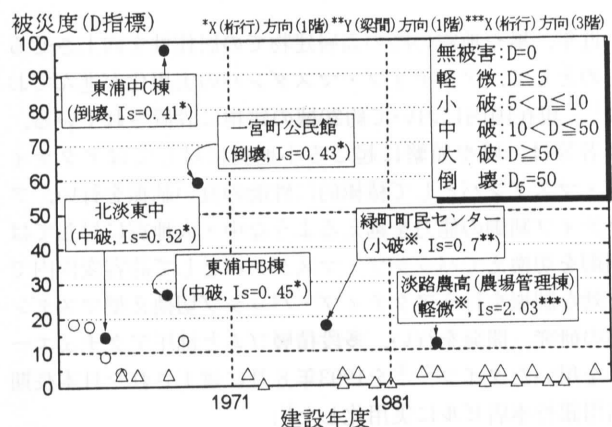 被災度(D指標)
*X(桁行)方向(1階)**Y(梁間)方向(1階)***X(桁行)方向(3階)
100
90
80
70
60
50
40
30
20
10
0
東浦中C棟
(倒壊, Is=0.41*)
一宮町公民館
(倒壊, Is=0.43*)
北淡東中
(中破, Is=0.52*)
東浦中B棟
(中破, Is=0.45*)
緑町町民センター
(小破※, Is=0.7**)
淡路農高(農場管理棟)
(軽微※, Is=2.03***)
無被害:D=0
軽 微:D≦5
小 破:5<D≦10
中 破:10<D≦50
大 破:D≧50
倒 壊:D5=50
1971
1981
建設年度